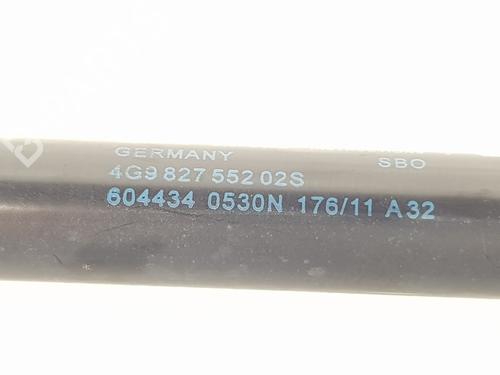 GERMANY SBO
4G9 827 552 02S
604434 0530N 176/11 A32